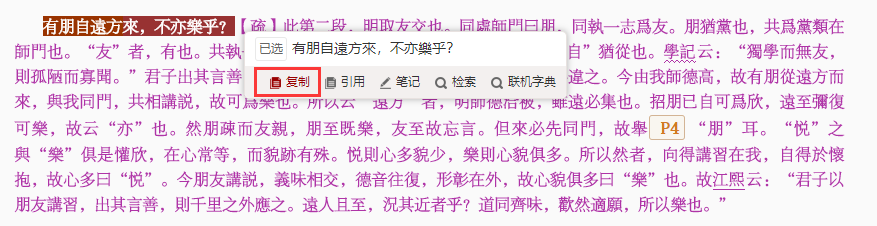 有朋自遠方來，不亦樂乎？【疏】此第二段，明取友交也。同處師門曰朋，同執一志爲友。朋猶黨也，共爲黨類在
師門也。“友”者，有也。共執一
自”猶從也。學記云：“獨學而無友，
已选 有朋自遠方來，不亦樂乎？
則孤陋而寡聞。”君子出其言善
違之。今由我師德高，故有朋從遠方而
复制 引用 笔记 检索 联机字典
來，與我同門，共相講說，故可爲樂也。所以云“遠方”者，明師德洽被，雖遠必集也。招朋已自可爲欣，遠至彌復
可樂，故云“亦”也。然朋疎而友親，朋至既樂，友至故忘言。但來必先同門，故舉 P4 “朋”耳。“悅”之
與“樂”俱是懽欣，在心常等，而貌跡有殊。悅則心多貌少，樂則心貌俱多。所以然者，向得講習在我，自得於懷
抱，故心多曰“悅”。今朋友講說，義味相交，德音往復，形彰在外，故心貌俱多曰“樂”也。故江熙云：“君子以
朋友講習，出其言善，則千里之外應之。遠人且至，況其近者乎？道同齊味，歡然適願，所以樂也。”